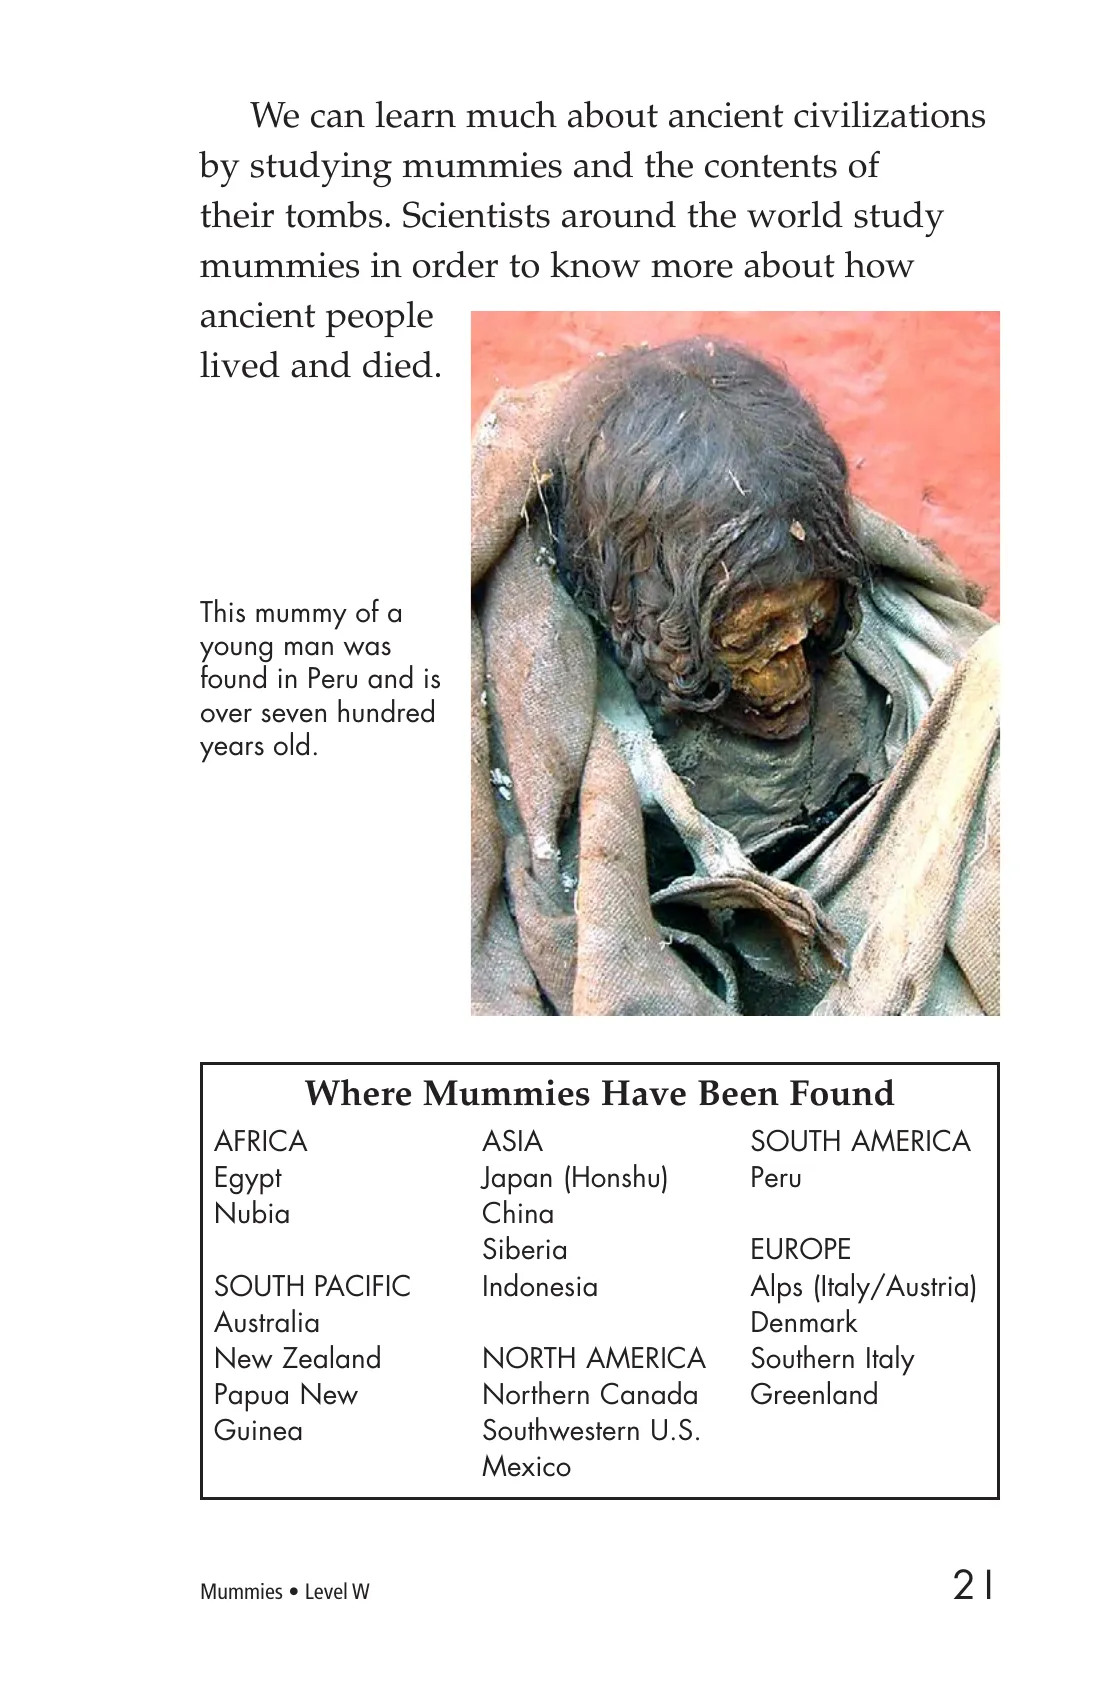 We can learn much about ancient civilizations
by studying mummies and the contents of
their tombs. Scientists around the world study
mummies in order to know more about how
ancient people
lived and died.
This mummy of a
young man was
found in Peru and is
over seven hundred
years old.
Where Mummies Have Been Found
AFRICA
Egypt
Nubia
SOUTH PACIFIC
Australia
New Zealand
Papua New
Guinea
ASIA
Japan (Honshu)
China
Siberia
Indonesia
NORTH AMERICA
Northern Canada
Southwestern U.S.
Mexico
SOUTH AMERICA
Peru
EUROPE
Alps (Italy/Austria)
Denmark
Southern Italy
Greenland
Mummies • Level W
21